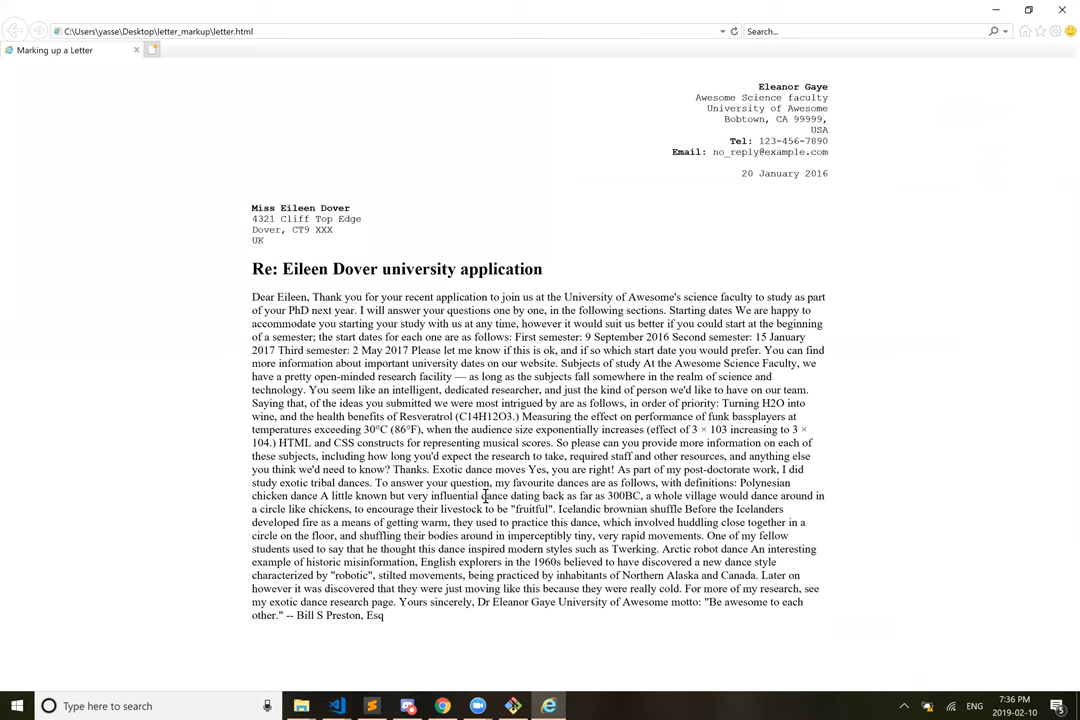 C:\Users\yasse\Desktop\letter_markup\letter.html
Search...
Marking up a Letter
Eleanor Gaye
Awesome Science faculty
University of Awesome
Bobtown, CA 99999,
USA
Tel: 123-456-7890
Email: no_reply@example.com
20 January 2016
Miss Eileen Dover
4321 Cliff Top Edge
Dover, CT9 XXX
UK
Re: Eileen Dover university application
Dear Eileen, Thank you for your recent application to join us at the University of Awesome's science faculty to study as part
of your PhD next year. I will answer your questions one by one, in the following sections. Starting dates We are happy to
accommodate you starting your study with us at any time, however it would suit us better if you could start at the beginning
of a semester; the start dates for each one are as follows: First semester: 9 September 2016 Second semester: 15 January
2017 Third semester: 2 May 2017 Please let me know if this is ok, and if so which start date you would prefer. You can find
more information about important university dates on our website. Subjects of study At the Awesome Science Faculty, we
have a pretty open-minded research facility — as long as the subjects fall somewhere in the realm of science and
technology. You seem like an intelligent, dedicated researcher, and just the kind of person we'd like to have on our team.
Saying that, of the ideas you submitted we were most intrigued by are as follows, in order of priority: Turning H2O into
wine, and the health benefits of Resveratrol (C14H12O3.) Measuring the effect on performance of funk bassplayers at
temperatures exceeding 30°C (86°F), when the audience size exponentially increases (effect of 3 × 103 increasing to 3 ×
104.) HTML and CSS constructs for representing musical scores. So please can you provide more information on each of
these subjects, including how long you'd expect the research to take, required staff and other resources, and anything else
you think we'd need to know? Thanks. Exotic dance moves Yes, you are right! As part of my post-doctorate work, I did
study exotic tribal dances. To answer your question, my favourite dances are as follows, with definitions: Polynesian
chicken dance A little known but very influential dance dating back as far as 300BC, a whole village would dance around in
a circle like chickens, to encourage their livestock to be "fruitful". Icelandic brownian shuffle Before the Icelanders
developed fire as a means of getting warm, they used to practice this dance, which involved huddling close together in a
circle on the floor, and shuffling their bodies around in imperceptibly tiny, very rapid movements. One of my fellow
students used to say that he thought this dance inspired modern styles such as Twerking. Arctic robot dance An interesting
example of historic misinformation, English explorers in the 1960s believed to have discovered a new dance style
characterized by "robotic", stilted movements, being practiced by inhabitants of Northern Alaska and Canada. Later on
however it was discovered that they were just moving like this because they were really cold. For more of my research, see
my exotic dance research page. Yours sincerely, Dr Eleanor Gaye University of Awesome motto: "Be awesome to each
other." -- Bill S Preston, Esq
Type here to search
ENG
7:36 PM
2019-02-10
5